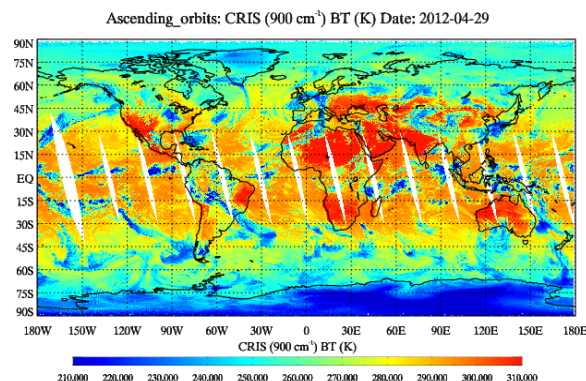 Ascending_orbits: CRIS (900 cm⁻¹) BT (K) Date: 2012-04-29
90N
75N
60N
45N
30N
15N
EQ
15S
30S
45S
60S
75S
90S
180W 150W 120W 90W 60W 30W 0 30E 60E 90E 120E 150E 180E
CRIS (900 cm⁻¹) BT (K)
210.000 220.000 230.000 240.000 250.000 260.000 270.000 280.000 290.000 300.000 310.000